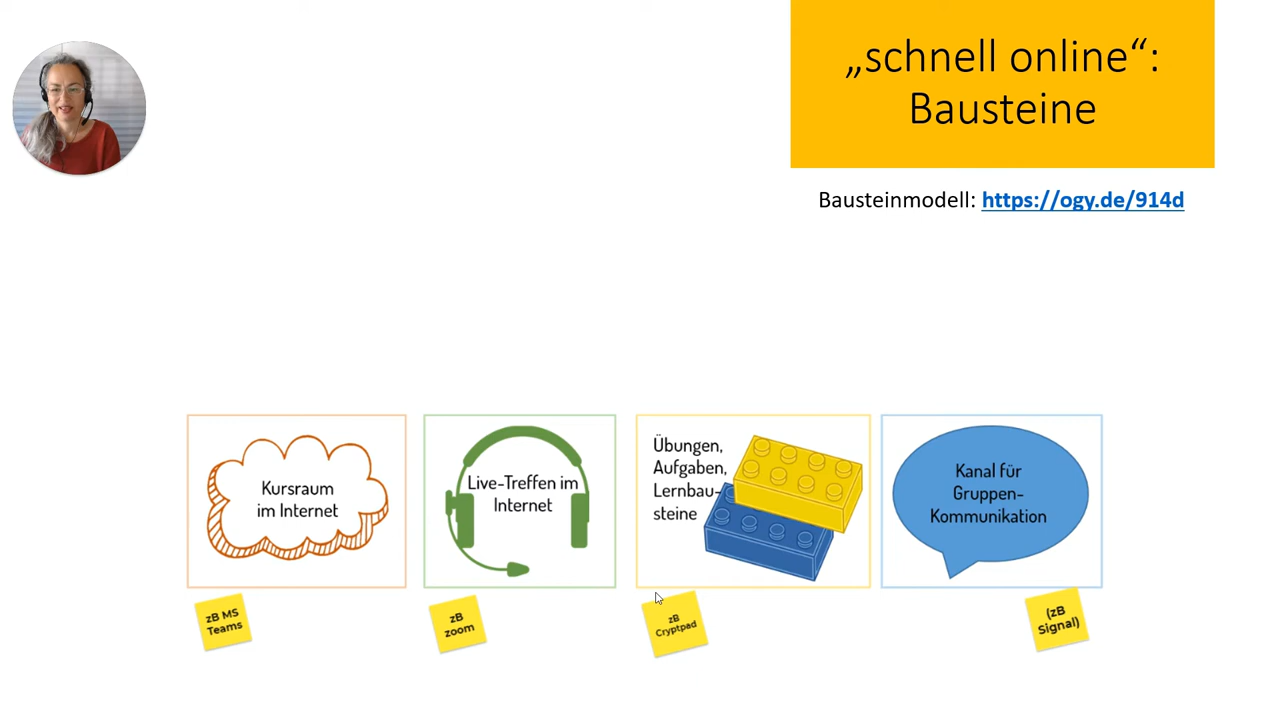 „schnell online“:
Bausteine
Bausteinmodell: https://ogy.de/914d
Kursraum
im Internet
Live-Treffen im
Internet
Übungen,
Aufgaben,
Lernbau-
steine
Kanal für
Gruppen-
Kommunikation
zB MS
Teams
zB
zoom
zB
Cryptpad
(zB
Signal)